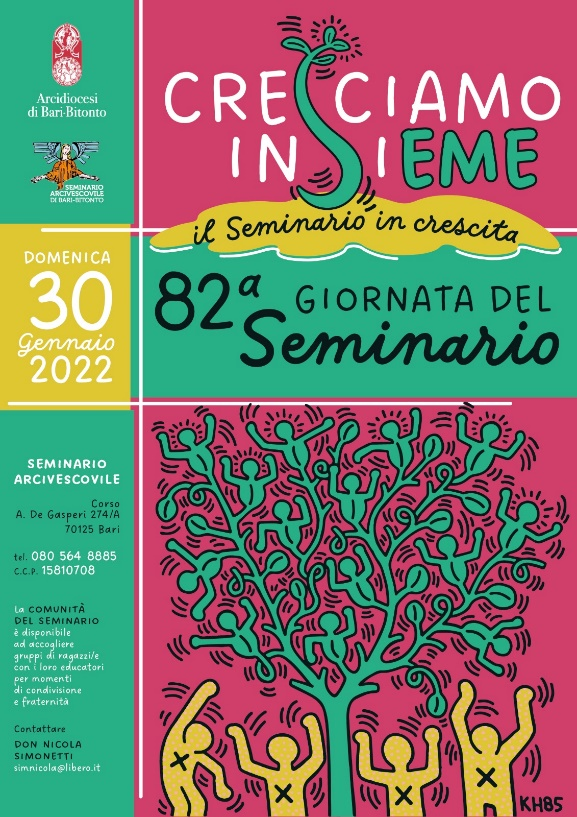 Arcidiocesi
di Bari-Bitonto
SEMINARIO
ARCIVESCOVILE
DI BARI-BITONTO
CRESCIAMO
INSIEME
il Seminario in crescita
DOMENICA
30
Gennaio
2022
82ª GIORNATA DEL
Seminario
SEMINARIO
ARCIVESCOVILE
Corso
A. De Gasperi 274/A
70125 Bari
tel. 080 564 8885
C.C.P. 15810708
La COMUNITÀ
DEL SEMINARIO
è disponibile
ad accogliere
gruppi di ragazzi/e
con i loro educatori
per momenti
di condivisione
e fraternità
Contattare
DON NICOLA
SIMONETTI
simnicola@libero.it
KH85